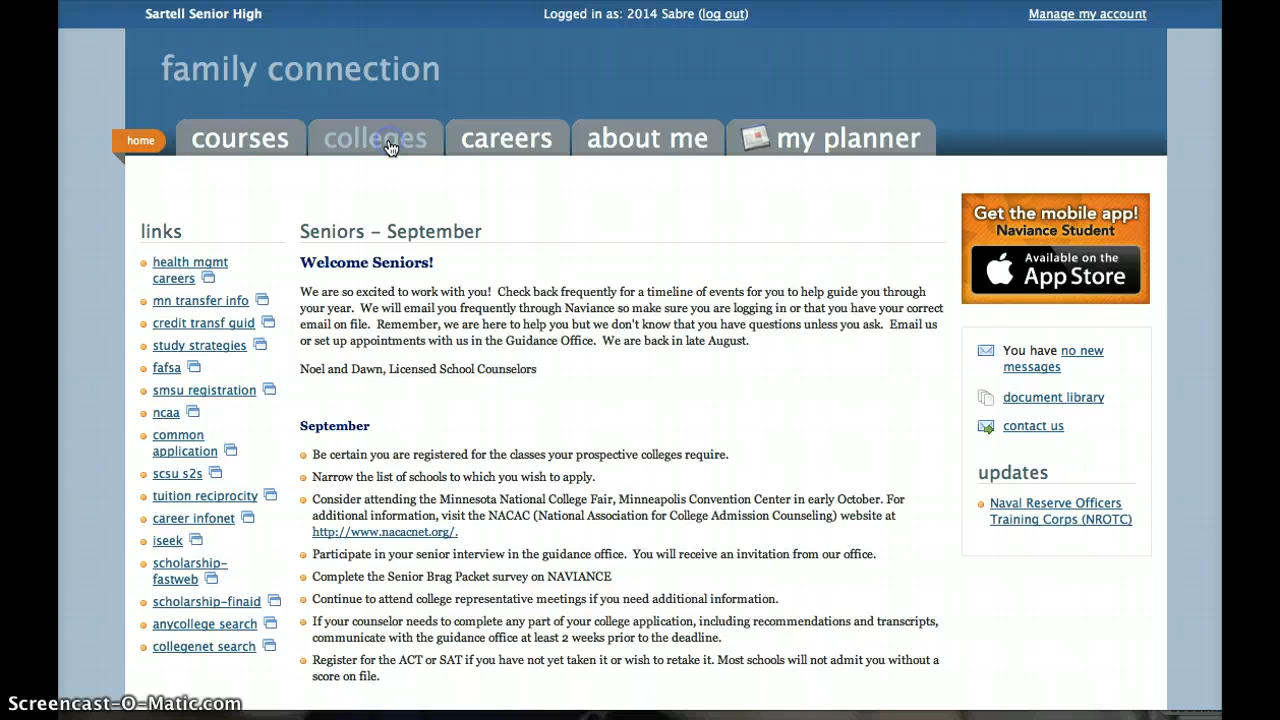 Sartell Senior High
Logged in as: 2014 Sabre (log out)
Manage my account
family connection
home
courses
colleges
careers
about me
my planner
links
health mgmt
careers
mn transfer info
credit transf guid
study strategies
fafsa
smsu registration
ncaa
common
application
scsu s2s
tuition reciprocity
career infonet
iseek
scholarship-
fastweb
scholarship-finaid
anycollege search
collegenet search
Seniors - September
Welcome Seniors!
We are so excited to work with you! Check back frequently for a timeline of events for you to help guide you through
your year. We will email you frequently through Naviance so make sure you are logging in or that you have your correct
email on file. Remember, we are here to help you but we don't know that you have questions unless you ask. Email us
or set up appointments with us in the Guidance Office. We are back in late August.
Noel and Dawn, Licensed School Counselors
September
Be certain you are registered for the classes your prospective colleges require.
Narrow the list of schools to which you wish to apply.
Consider attending the Minnesota National College Fair, Minneapolis Convention Center in early October. For
additional information, visit the NACAC (National Association for College Admission Counseling) website at
http://www.nacacnet.org/.
Participate in your senior interview in the guidance office. You will receive an invitation from our office.
Complete the Senior Brag Packet survey on NAVIANCE
Continue to attend college representative meetings if you need additional information.
If your counselor needs to complete any part of your college application, including recommendations and transcripts,
communicate with the guidance office at least 2 weeks prior to the deadline.
Register for the ACT or SAT if you have not yet taken it or wish to retake it. Most schools will not admit you without a
score on file.
Get the mobile app!
Naviance Student
Available on the
App Store
You have no new
messages
document library
contact us
updates
Naval Reserve Officers
Training Corps (NROTC)
Screencast-O-Matic.com